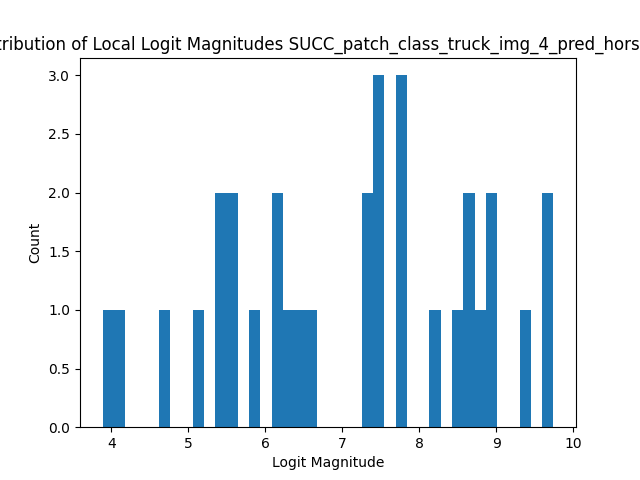 tribution of Local Logit Magnitudes SUCC_patch_class_truck_img_4_pred_hors
3.0
2.5
2.0
1.5
1.0
0.5
0.0
Count
4 5 6 7 8 9 10
Logit Magnitude